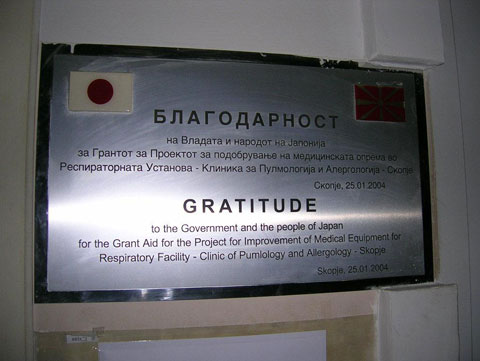 БЛАГОДАРНОСТ
на Владата и народот на Јапонија
за Грантот за Проектот за подобрување на медицинската опрема во
Респираторната Установа - Клиника за Пулмологија и Алергологија - Скопје
Скопје, 25.01.2004
GRATITUDE
to the Government and the people of Japan
for the Grant Aid for the Project for Improvement of Medical Equipment for
Respiratory Facility - Clinic of Pumlology and Allergology - Skopje
Skopje, 25.01.2004